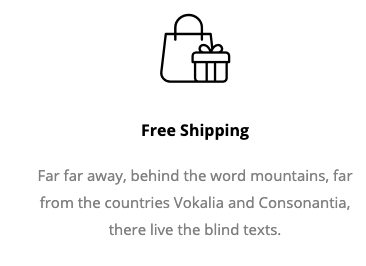 Free Shipping
Far far away, behind the word mountains, far
from the countries Vokalia and Consonantia,
there live the blind texts.